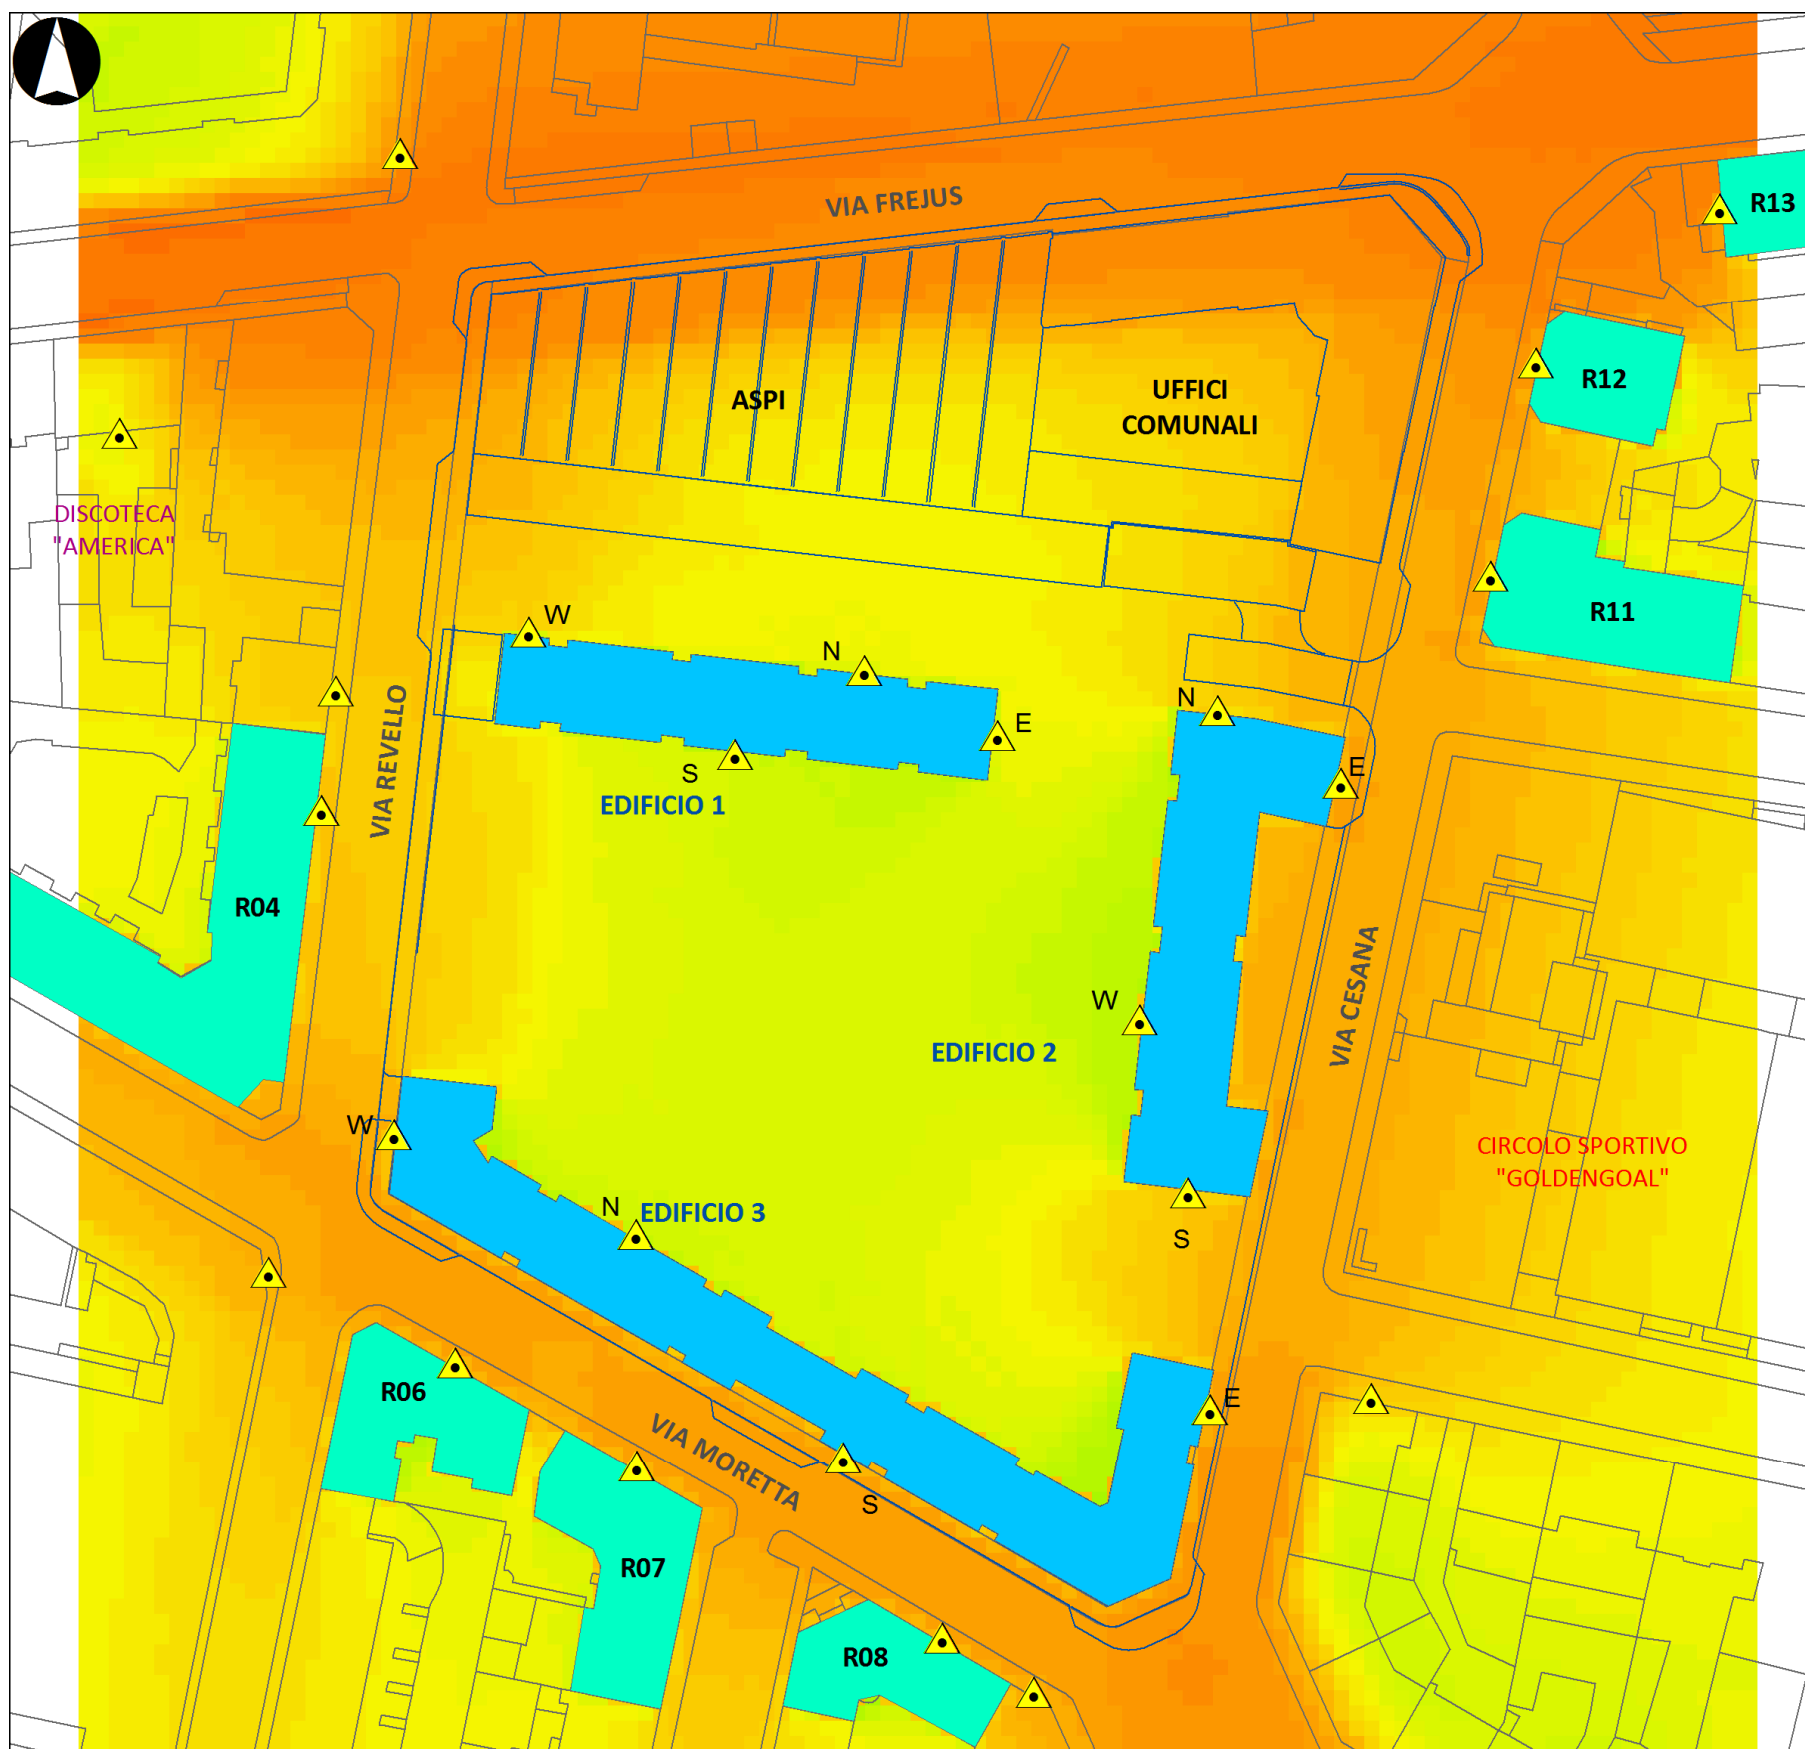 VIA FREJUS
R13
R12
ASPI
UFFICI
COMUNALI
DISCOTECA
"AMERICA"
R11
W
N
N
E
S
E
VIA REVELLO
EDIFICIO 1
R04
W
VIA CESANA
EDIFICIO 2
W
CIRCOLO SPORTIVO
"GOLDENGOAL"
N
EDIFICIO 3
S
R06
E
VIA MORETTA
S
R07
R08